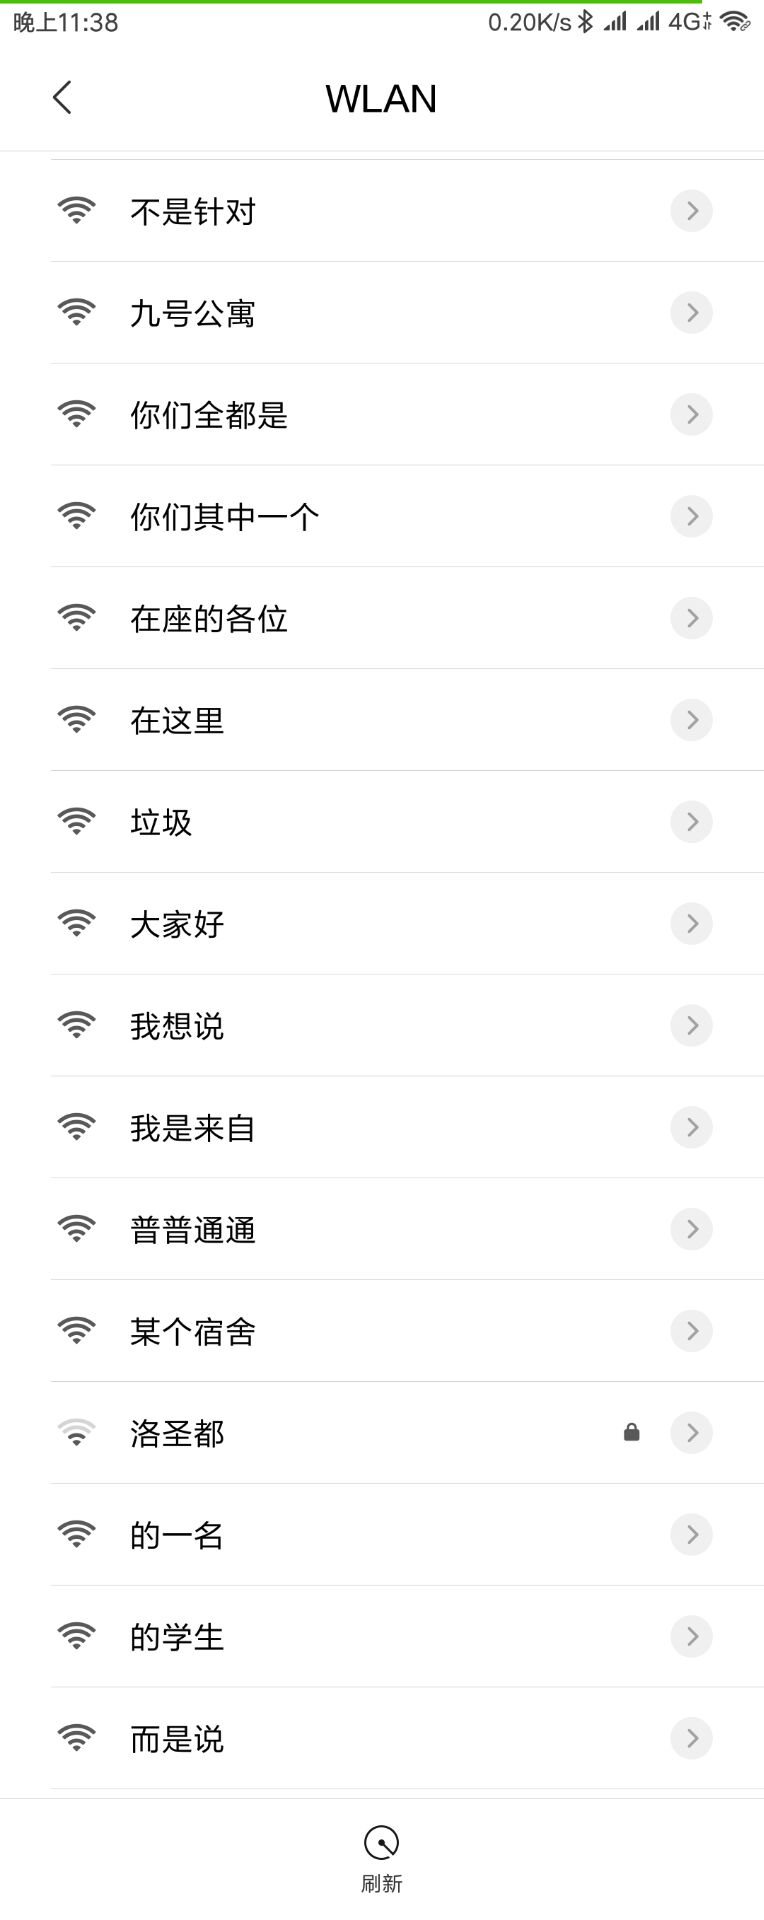 晚上11:38 0.20K/s 4G
WLAN
不是针对
九号公寓
你们全都是
你们其中一个
在座的各位
在这里
垃圾
大家好
我想说
我是来自
普普通通
某个宿舍
洛圣都
的一名
的学生
而是说
刷新